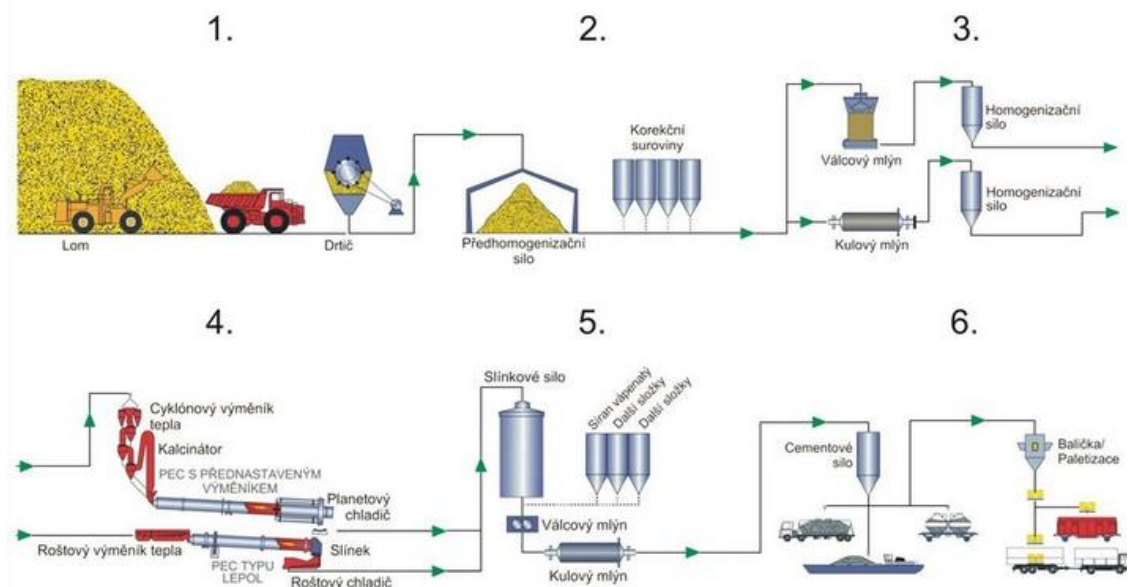 1.
2.
3.
Lom
Drtič
Předhomogenizační
silo
Korekční
suroviny
Válcový mlýn
Homogenizační
silo
Kulový mlýn
Homogenizační
silo
4.
5.
6.
Cyklónový výměník
tepla
Kalcinátor
PEC S PŘEDNASTAVENÝM
VÝMĚNÍKEM
Planetový
chladič
Roštový výměník tepla
Slínek
PEC TYPU
LEPOL
Roštový chladič
Slínkové silo
Síran vápenatý
Další složky
Další složky
Válcový mlýn
Kulový mlýn
Cementové
silo
Balička/
Paletizace